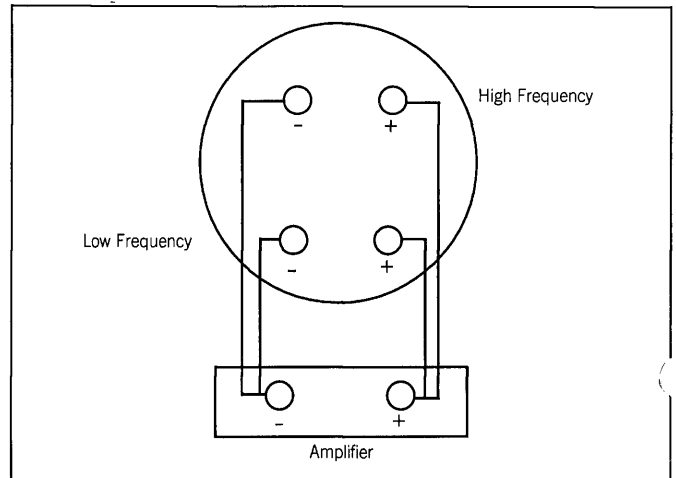 High Frequency
- +
Low Frequency
- +
- +
Amplifier